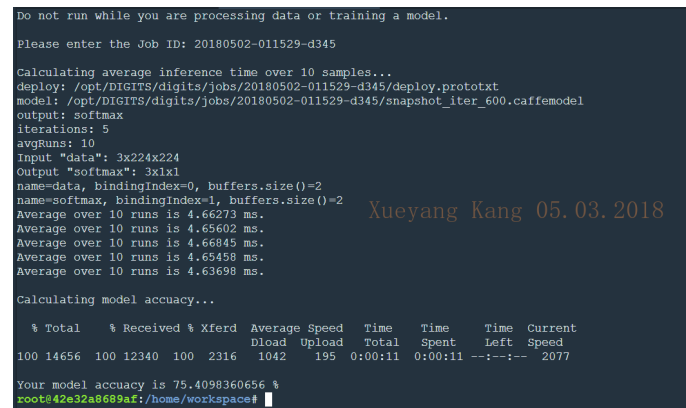 Do not run while you are processing data or training a model.
Please enter the Job ID: 20180502-011529-d345
Calculating average inference time over 10 samples...
deploy: /opt/DIGITS/digits/jobs/20180502-011529-d345/deploy.prototxt
model: /opt/DIGITS/digits/jobs/20180502-011529-d345/snapshot_iter_600.caffemodel
output: softmax
iterations: 5
avgRuns: 10
Input "data": 3x224x224
Output "softmax": 3x1x1
name=data, bindingIndex=0, buffers.size()=2
name=softmax, bindingIndex=1, buffers.size()=2
Xueyang Kang 05.03.2018
Average over 10 runs is 4.66273 ms.
Average over 10 runs is 4.65602 ms.
Average over 10 runs is 4.66845 ms.
Average over 10 runs is 4.65458 ms.
Average over 10 runs is 4.63698 ms.
Calculating model accuacy...
% Total % Received % Xferd Average Speed Time Time Time Current
Dload Upload Total Spent Left Speed
100 14656 100 12340 100 2316 1042 195 0:00:11 0:00:11 --:--:-- 2077
Your model accuacy is 75.4098360656 %
root@42e32a8689af:/home/workspace#